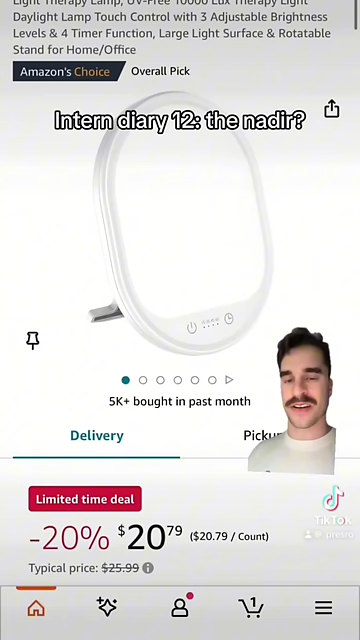 Light Therapy Lamp, UV-Free 10000 Lux Therapy Light
Daylight Lamp Touch Control with 3 Adjustable Brightness
Levels & 4 Timer Function, Large Light Surface & Rotatable
Stand for Home/Office
Amazon's Choice Overall Pick
Intern diary 12: the nadir?
5K+ bought in past month
Delivery Pickup
Limited time deal
-20% $20.79 ($20.79 / Count)
TikTok
Typical price: $25.99
1